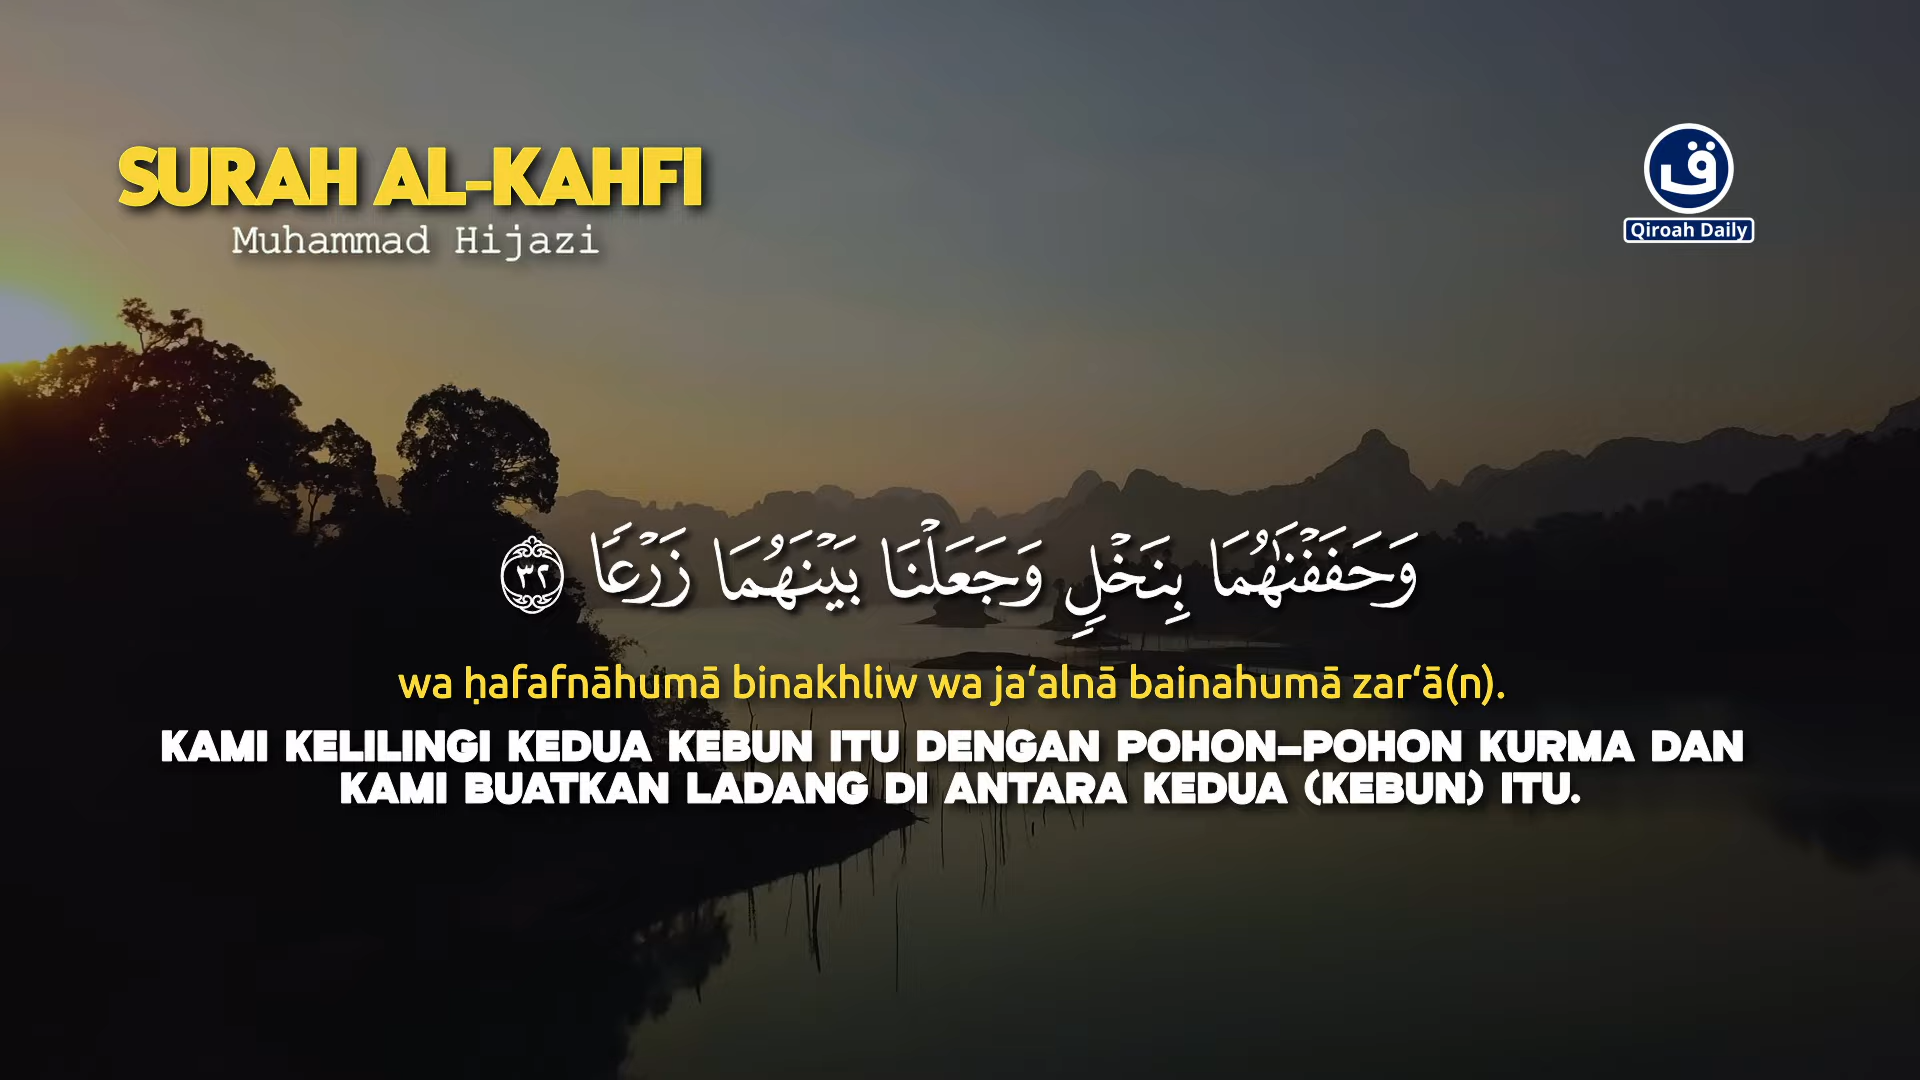 SURAH AL-KAHFI
Muhammad Hijazi
ق
Qiroah Daily
وَحَفَفْنٰهُمَا بِنَخْلٍ وَجَعَلْنَا بَيْنَهُمَا زَرْعًا ٣٢
wa ḥafafnāhumā binakhliw wa ja‘alnā bainahumā zar‘ā(n).
KAMI KELILINGI KEDUA KEBUN ITU DENGAN POHON-POHON KURMA DAN
KAMI BUATKAN LADANG DI ANTARA KEDUA (KEBUN) ITU.